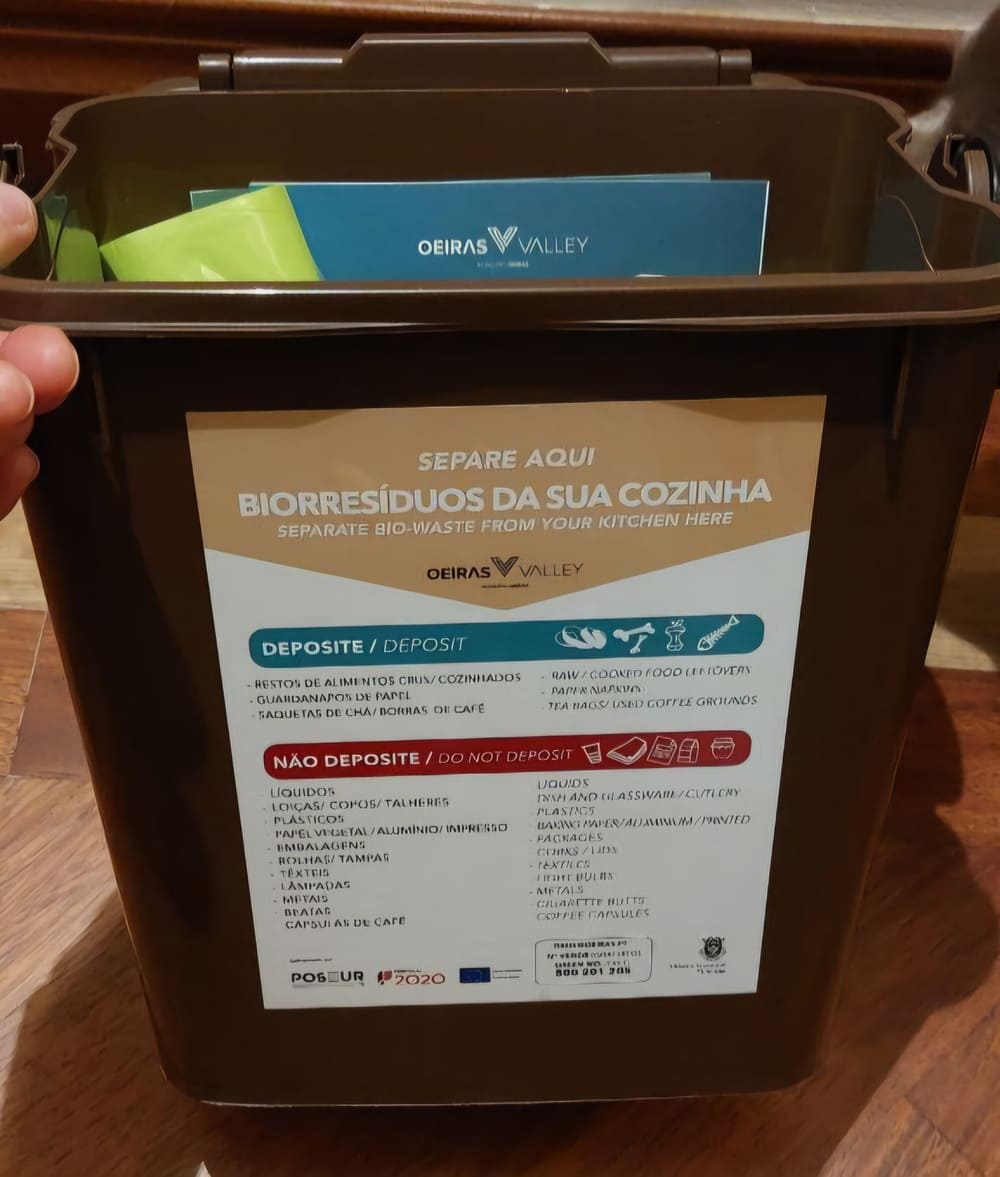 OEIRAS VALLEY
SEPARE AQUI
BIORRESÍDUOS DA SUA COZINHA
SEPARATE BIO-WASTE FROM YOUR KITCHEN HERE
OEIRAS VALLEY
DEPOSITE / DEPOSIT
- RESTOS DE ALIMENTOS CRUS/ COZINHADOS
- GUARDANAPOS DE PAPEL
- SAQUETAS DE CHÁ/ BORRAS DE CAFÉ
- RAW / COOKED FOOD LEFTOVERS
- PAPER NAPKINS
- TEA BAGS/ USED COFFEE GROUNDS
NÃO DEPOSITE / DO NOT DEPOSIT
- LÍQUIDOS
- LOIÇAS/ COPOS/ TALHERES
- PLÁSTICOS
- PAPEL VEGETAL /ALUMÍNIO/ IMPRESSO
- EMBALAGENS
- ROLHAS/ TAMPAS
- TÊXTEIS
- LÂMPADAS
- METAIS
BEATAS
CÁPSULAS DE CAFÉ
LIQUIDS
DISH AND GLASSWARE / CUTLERY
PLASTICS
- BAKING PAPER/ALUMINIUM / PRINTED
- PACKAGES
CORKS / LIDS
- TEXTILES
- LIGHT BULBS
- METALS
- CIGARETTE BUTTS
COFFEE CAPSULES
POSEUR
2020
800 201 205